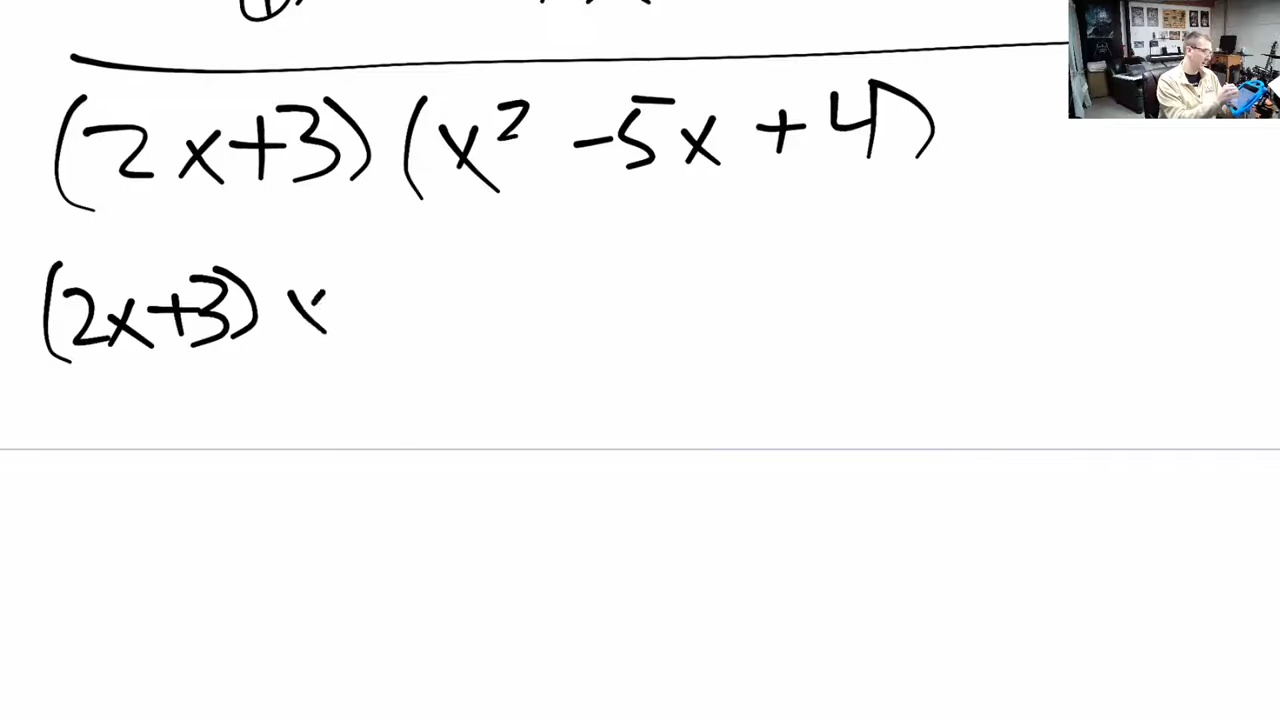 (2x+3)(x² -5x +4)
(2x+3) x